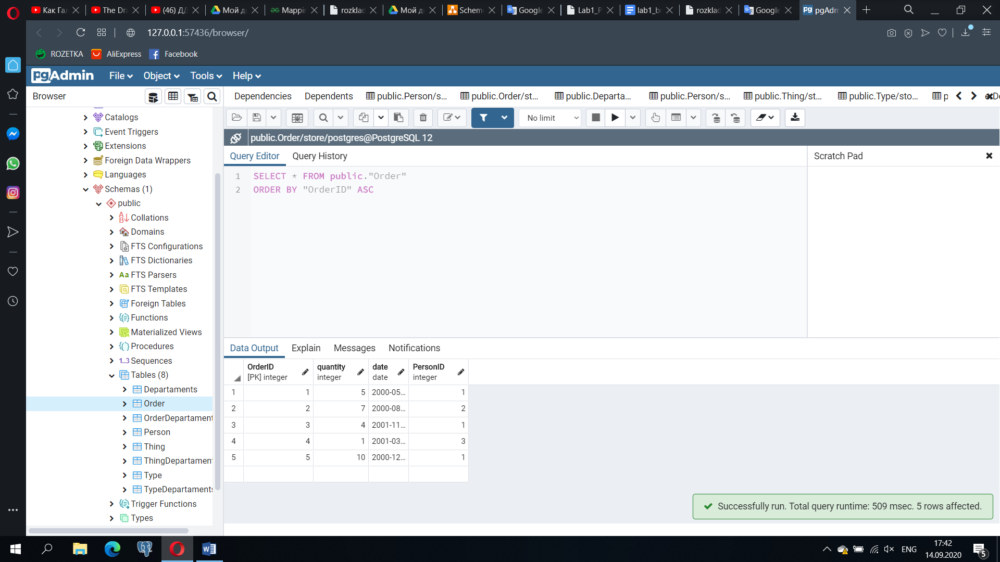 Как Га
The Dra
(46) Д
Мой д
Mappi
rozklad
Мой д
Schem
Google
Lab1_P
lab1_b
rozklad
Google
pgAdm
127.0.0.1:57436/browser/
ROZETKA
AliExpress
Facebook
pgAdmin
File
Object
Tools
Help
Browser
Dependencies
Dependents
public.Person/s...
public.Order/st...
public.Departa...
public.Person/s...
public.Thing/st...
public.Type/sto...
No limit
public.Order/store/postgres@PostgreSQL 12
Query Editor
Query History
Scratch Pad
1 SELECT * FROM public."Order"
2 ORDER BY "OrderID" ASC
Catalogs
Event Triggers
Extensions
Foreign Data Wrappers
Languages
Schemas (1)
public
Collations
Domains
FTS Configurations
FTS Dictionaries
Aa FTS Parsers
FTS Templates
Foreign Tables
Functions
Materialized Views
Procedures
1..3 Sequences
Tables (8)
Departaments
Order
OrderDepartament
Person
Thing
ThingDepartamen
Type
TypeDepartaments
Trigger Functions
Types
Data Output
Explain
Messages
Notifications
OrderID quantity date PersonID
[PK] integer integer date integer
1 1 5 2000-05... 1
2 2 7 2000-08... 2
3 3 4 2001-11... 1
4 4 1 2001-03... 3
5 5 10 2000-12... 1
Successfully run. Total query runtime: 509 msec. 5 rows affected.
ENG
17:42
14.09.2020
5